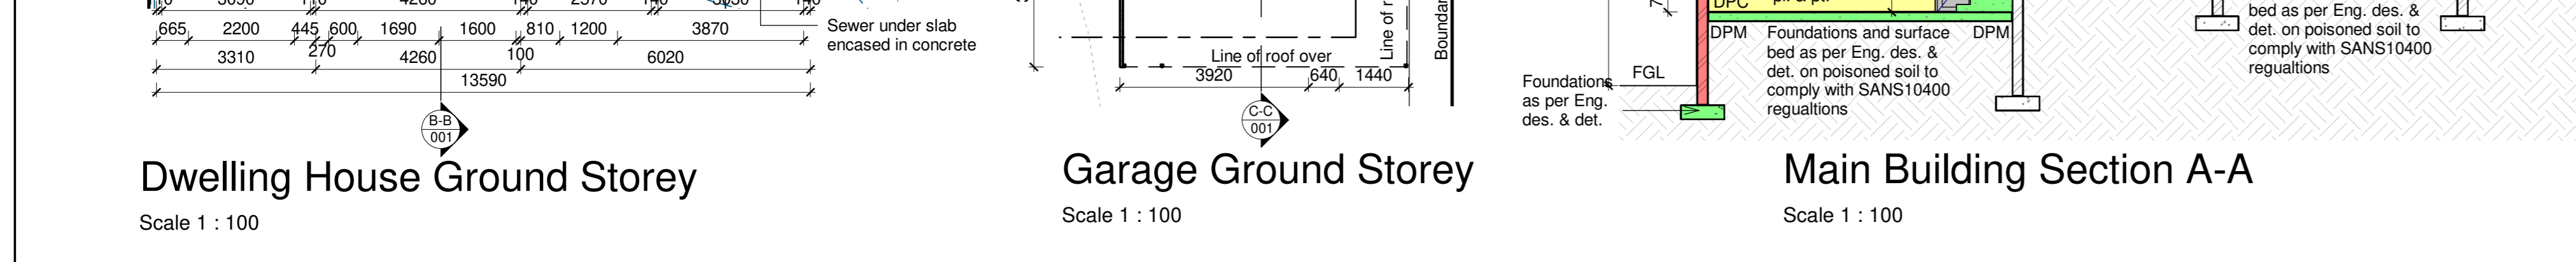 665 2200 445 600 1690 1600 810 1200 3870
270 100
3310 4260 6020
13590
Sewer under slab
encased in concrete
B-B
001
Dwelling House Ground Storey
Scale 1 : 100
Line of roof over
3920 640 1440
Line of
C-C
001
Garage Ground Storey
Scale 1 : 100
Foundations
as per Eng.
des. & det.
FGL
DPC
DPM
Foundations and surface
bed as per Eng. des. &
det. on poisoned soil to
comply with SANS10400
regualtions
DPM
bed as per Eng. des. &
det. on poisoned soil to
comply with SANS10400
regualtions
Main Building Section A-A
Scale 1 : 100